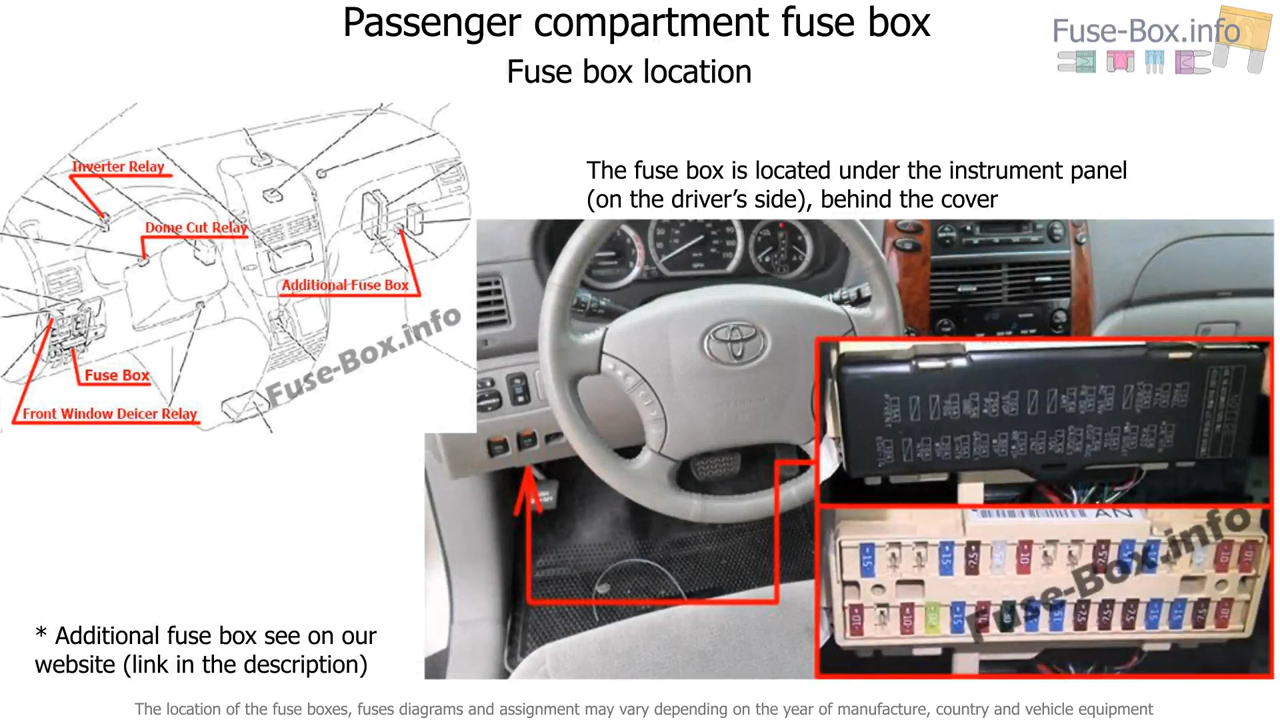 Passenger compartment fuse box
Fuse-Box.info
Fuse box location
Inverter Relay
Dome Cut Relay
Additional Fuse Box
Fuse Box
Front Window Deicer Relay
Fuse-Box.info
The fuse box is located under the instrument panel
(on the driver’s side), behind the cover
AN
Fuse-Box.info
* Additional fuse box see on our
website (link in the description)
The location of the fuse boxes, fuses diagrams and assignment may vary depending on the year of manufacture, country and vehicle equipment